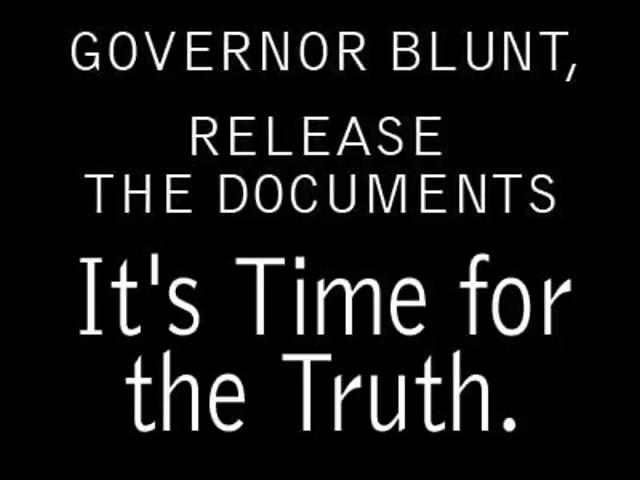 GOVERNOR BLUNT,
RELEASE
THE DOCUMENTS
It's Time for
the Truth.